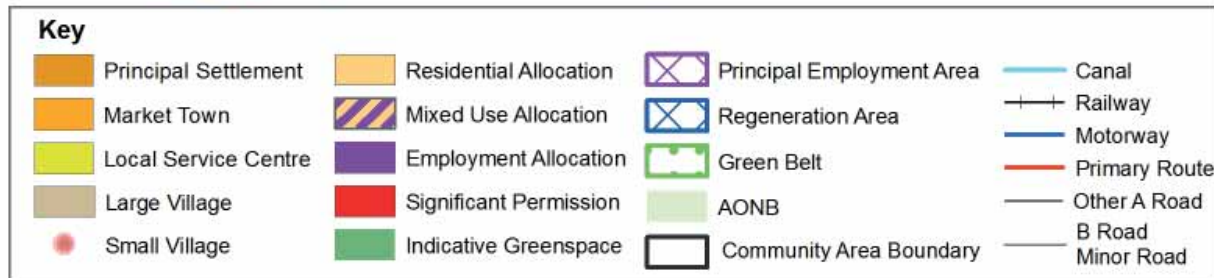 Key
Principal Settlement
Market Town
Local Service Centre
Large Village
Small Village
Residential Allocation
Mixed Use Allocation
Employment Allocation
Significant Permission
Indicative Greenspace
Principal Employment Area
Regeneration Area
Green Belt
AONB
Community Area Boundary
Canal
Railway
Motorway
Primary Route
Other A Road
B Road
Minor Road